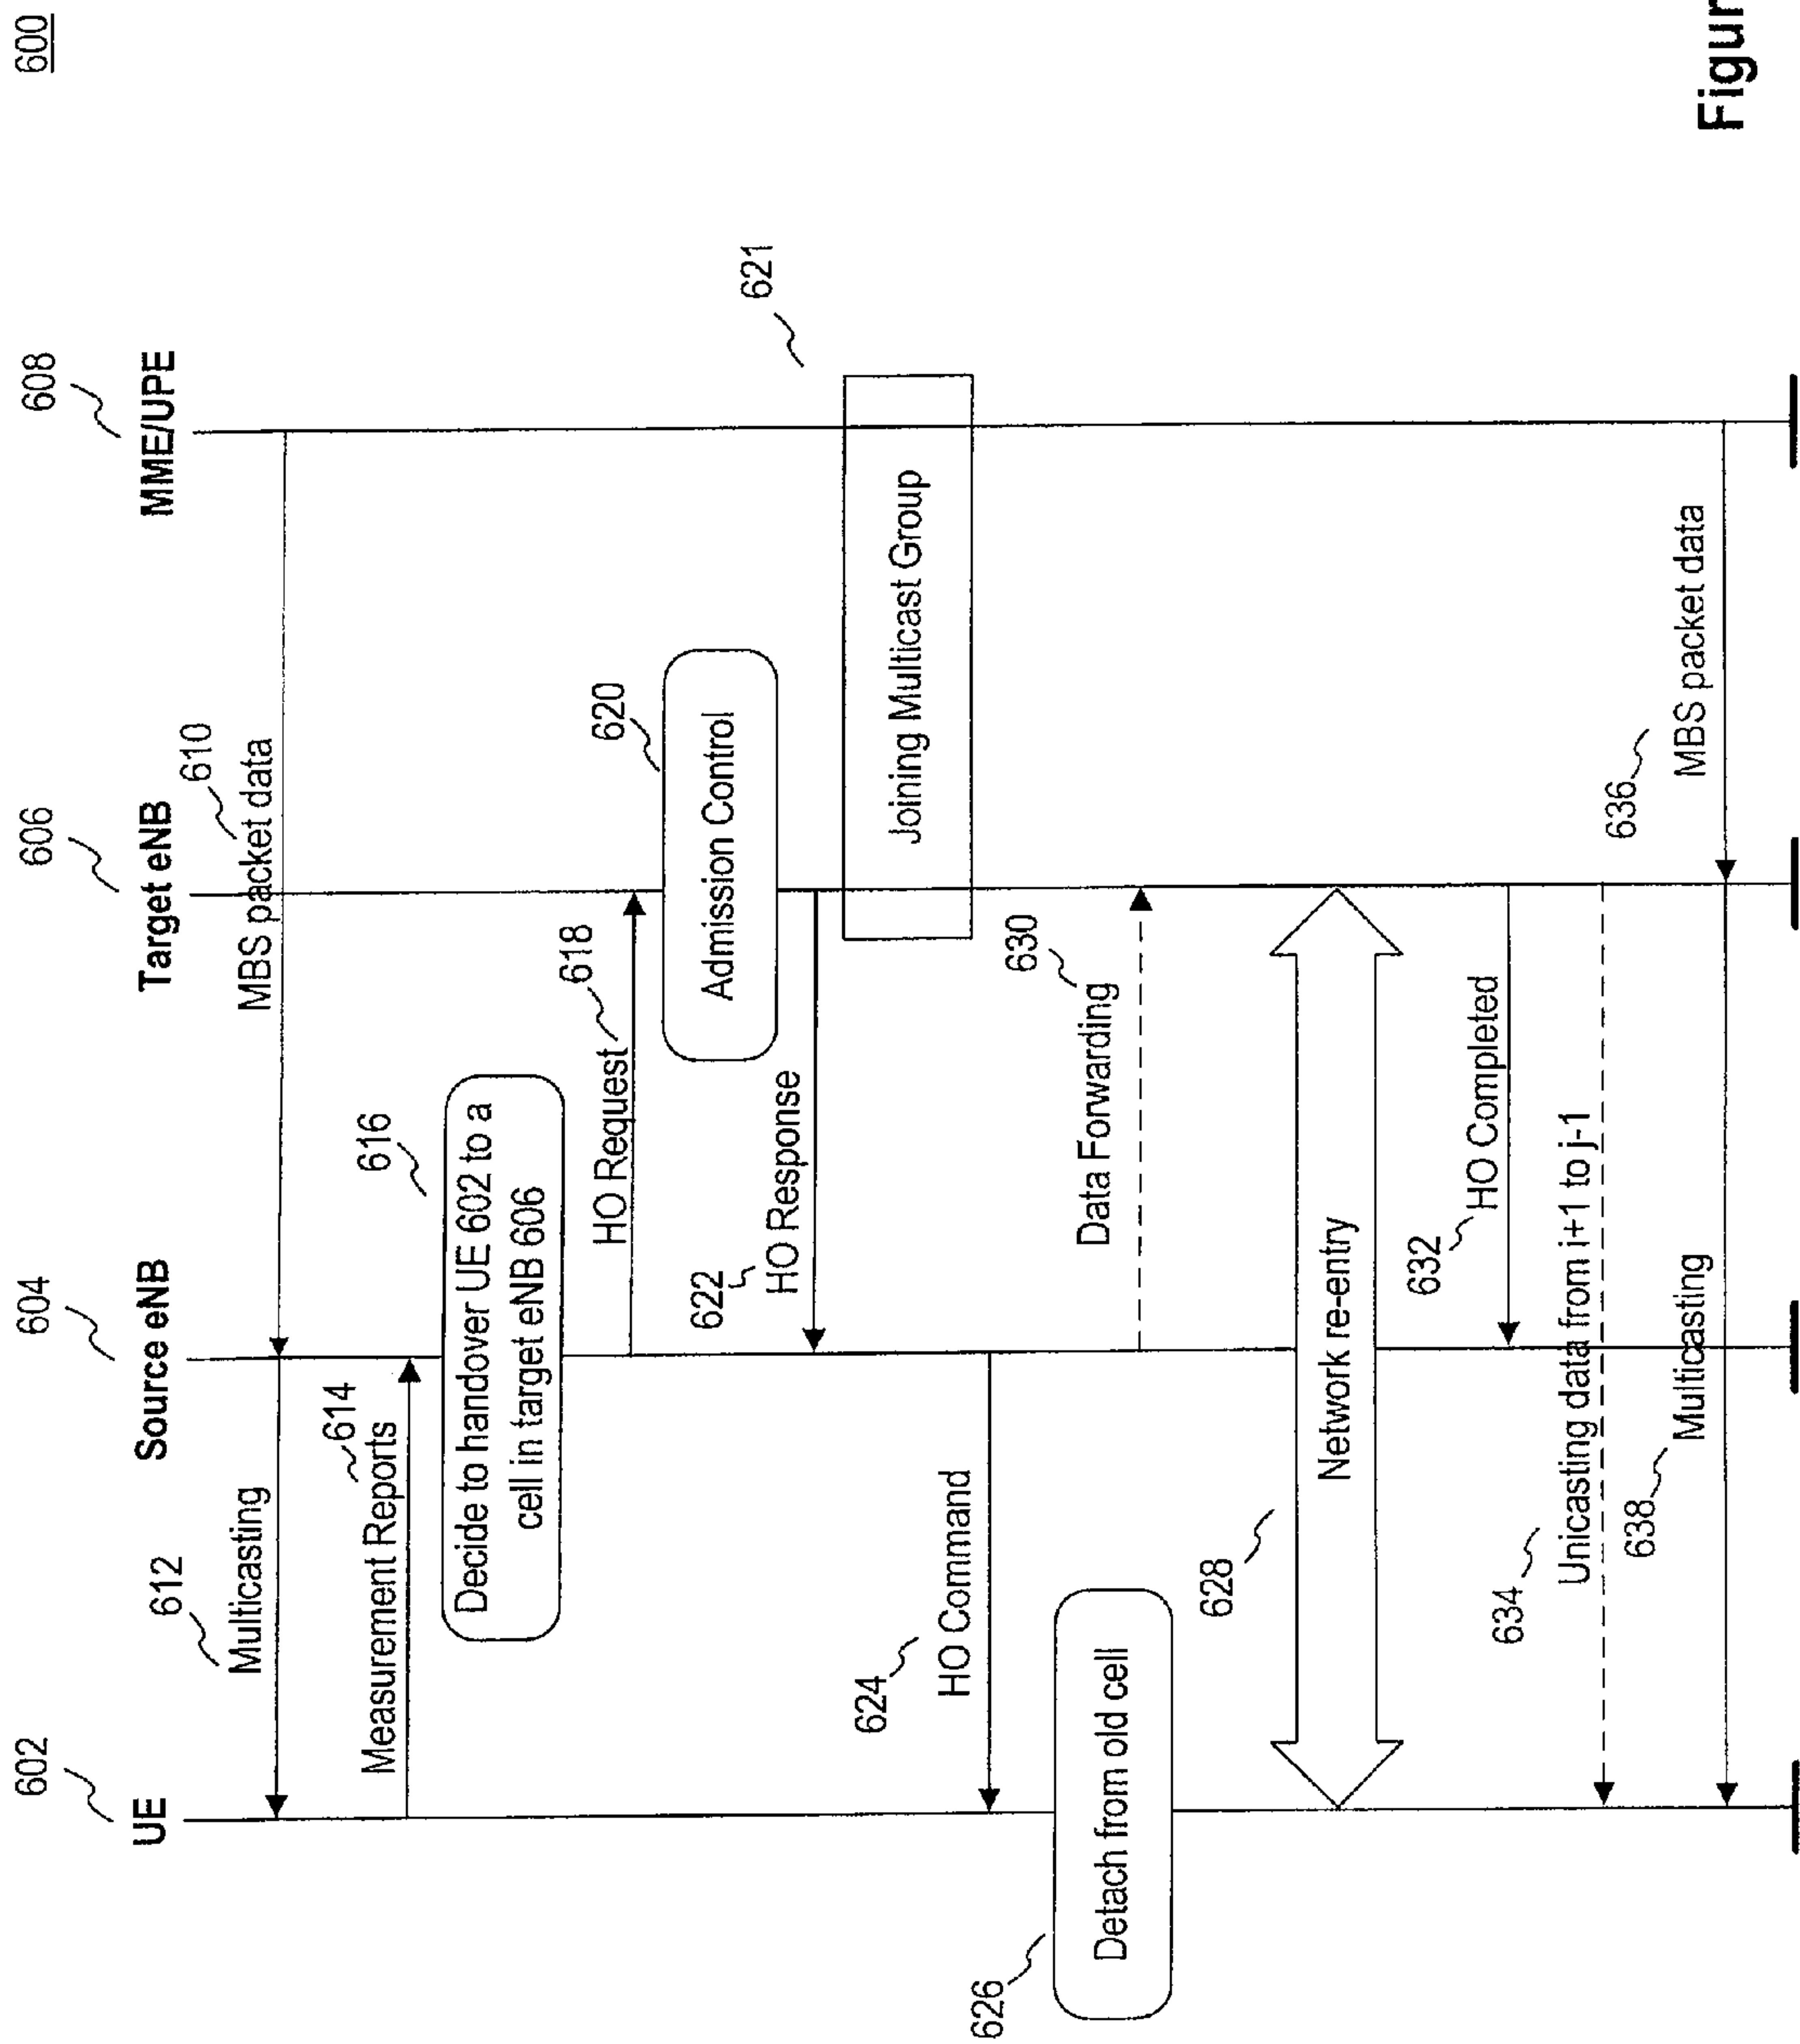 600
602
604
606
608
UE
Source eNB
Target eNB
MME/UPE
610
MBS packet data
612
Multicasting
614
Measurement Reports
616
Decide to handover UE 602 to a
cell in target eNB 606
618
HO Request
620
Admission Control
622
HO Response
621
Joining Multicast Group
624
HO Command
626
Detach from old cell
630
Data Forwarding
628
Network re-entry
632
HO Completed
634
Unicasting data from i+1 to j-1
636
MBS packet data
638
Multicasting